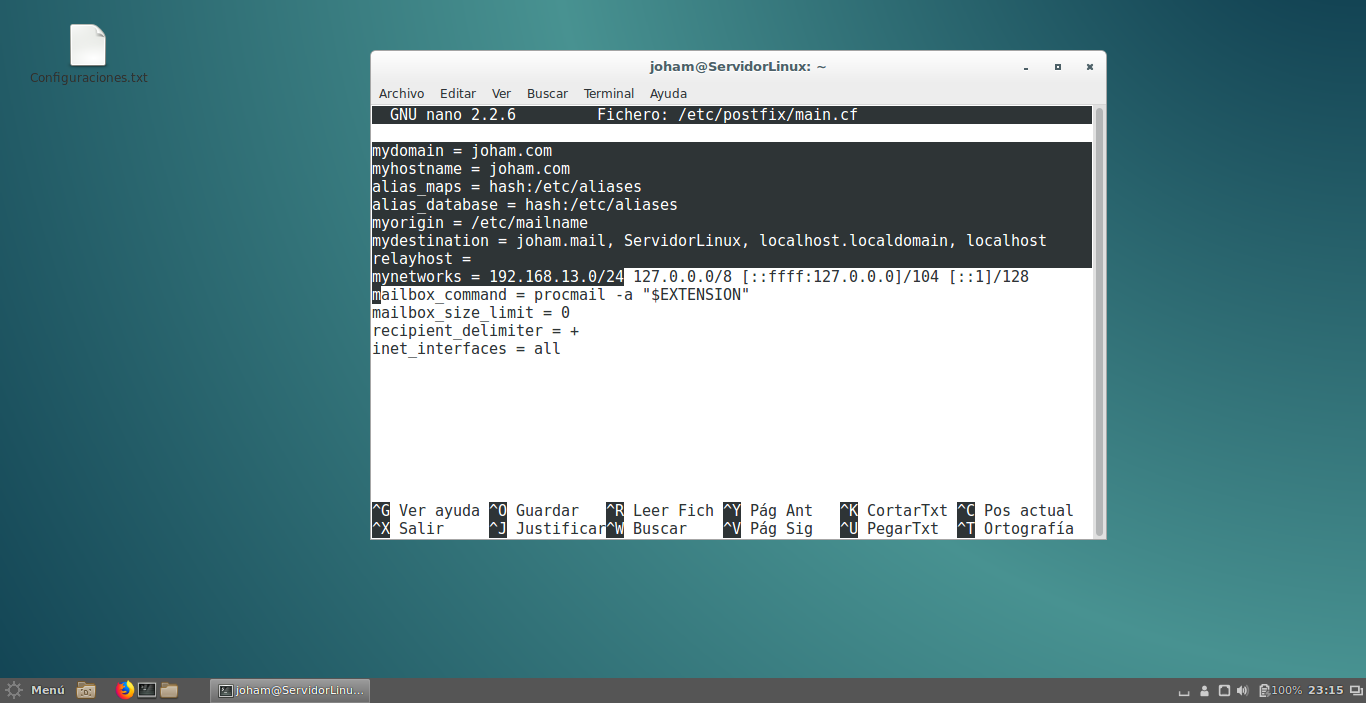 Configuraciones.txt
joham@ServidorLinux: ~
Archivo Editar Ver Buscar Terminal Ayuda
GNU nano 2.2.6 Fichero: /etc/postfix/main.cf
mydomain = joham.com
myhostname = joham.com
alias_maps = hash:/etc/aliases
alias_database = hash:/etc/aliases
myorigin = /etc/mailname
mydestination = joham.mail, ServidorLinux, localhost.localdomain, localhost
relayhost =
mynetworks = 192.168.13.0/24 127.0.0.0/8 [::ffff:127.0.0.0]/104 [::1]/128
mailbox_command = procmail -a "$EXTENSION"
mailbox_size_limit = 0
recipient_delimiter = +
inet_interfaces = all
^G Ver ayuda ^O Guardar ^R Leer Fich ^Y Pág Ant ^K CortarTxt ^C Pos actual
^X Salir ^J Justificar^W Buscar ^V Pág Sig ^U PegarTxt ^T Ortografía
Menú joham@ServidorLinu... 100% 23:15